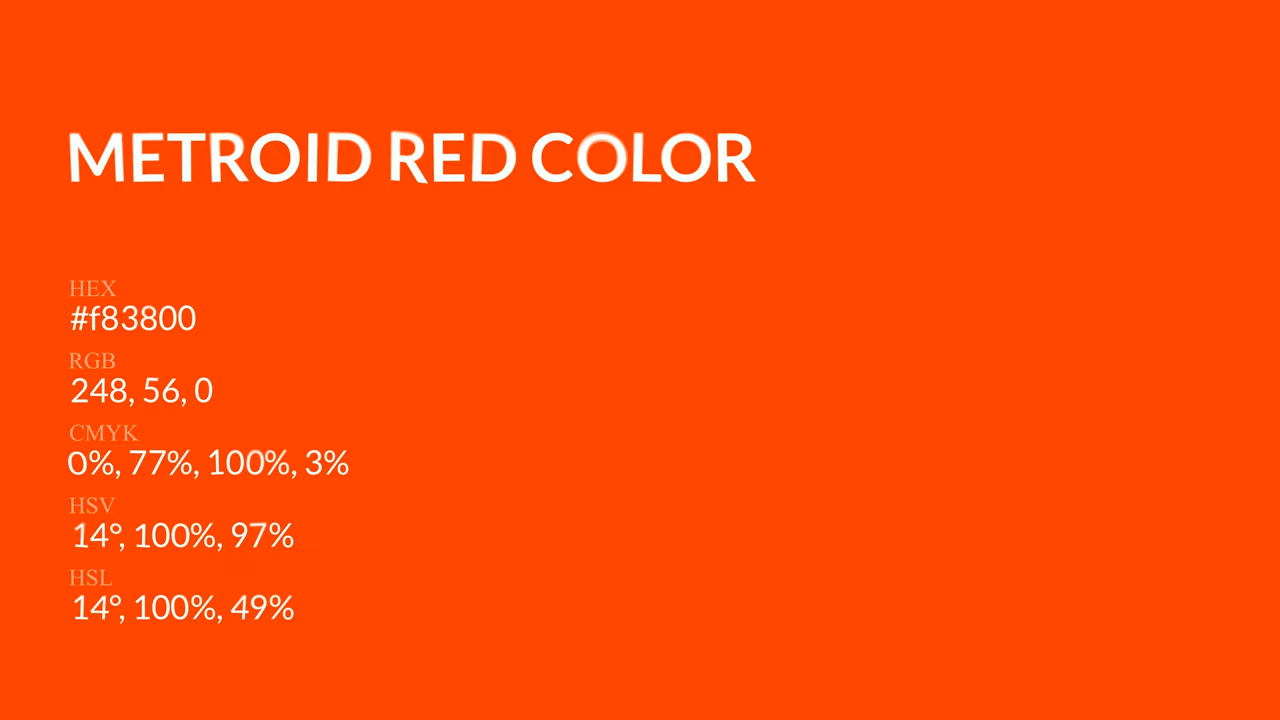 METROID RED COLOR
HEX
#f83800
RGB
248, 56, 0
CMYK
0%, 77%, 100%, 3%
HSV
14°, 100%, 97%
HSL
14°, 100%, 49%